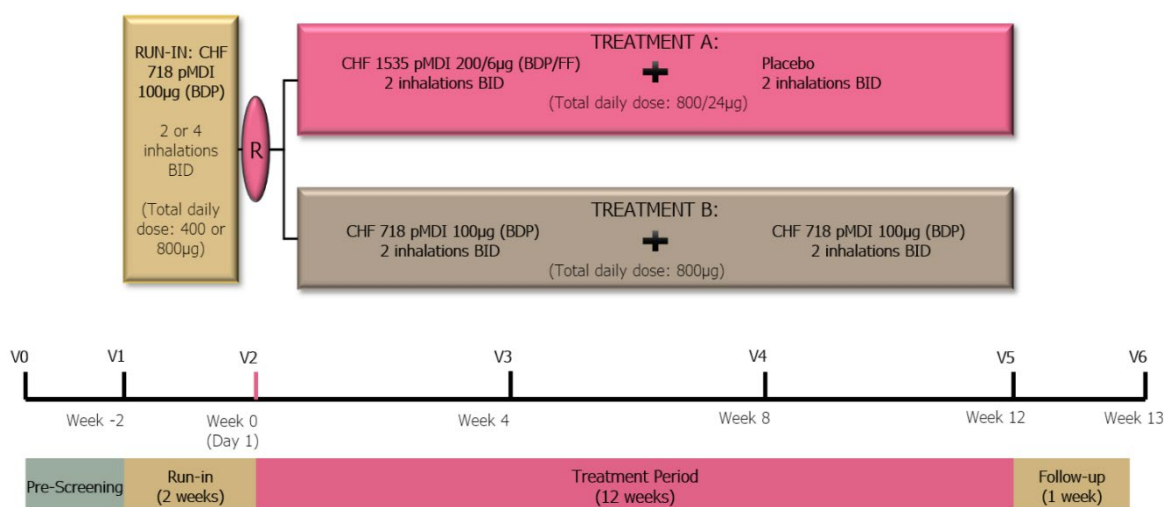 RUN-IN: CHF
718 pMDI
100µg (BDP)
2 or 4
inhalations
BID
(Total daily
dose: 400 or
800µg)
R
TREATMENT A:
CHF 1535 pMDI 200/6µg (BDP/FF)
2 inhalations BID
+
Placebo
2 inhalations BID
(Total daily dose: 800/24µg)
TREATMENT B:
CHF 718 pMDI 100µg (BDP)
2 inhalations BID
+
CHF 718 pMDI 100µg (BDP)
2 inhalations BID
(Total daily dose: 800µg)
V0 V1 V2 V3 V4 V5 V6
Week -2 Week 0 Week 4 Week 8 Week 12 Week 13
(Day 1)
Pre-Screening
Run-in
(2 weeks)
Treatment Period
(12 weeks)
Follow-up
(1 week)